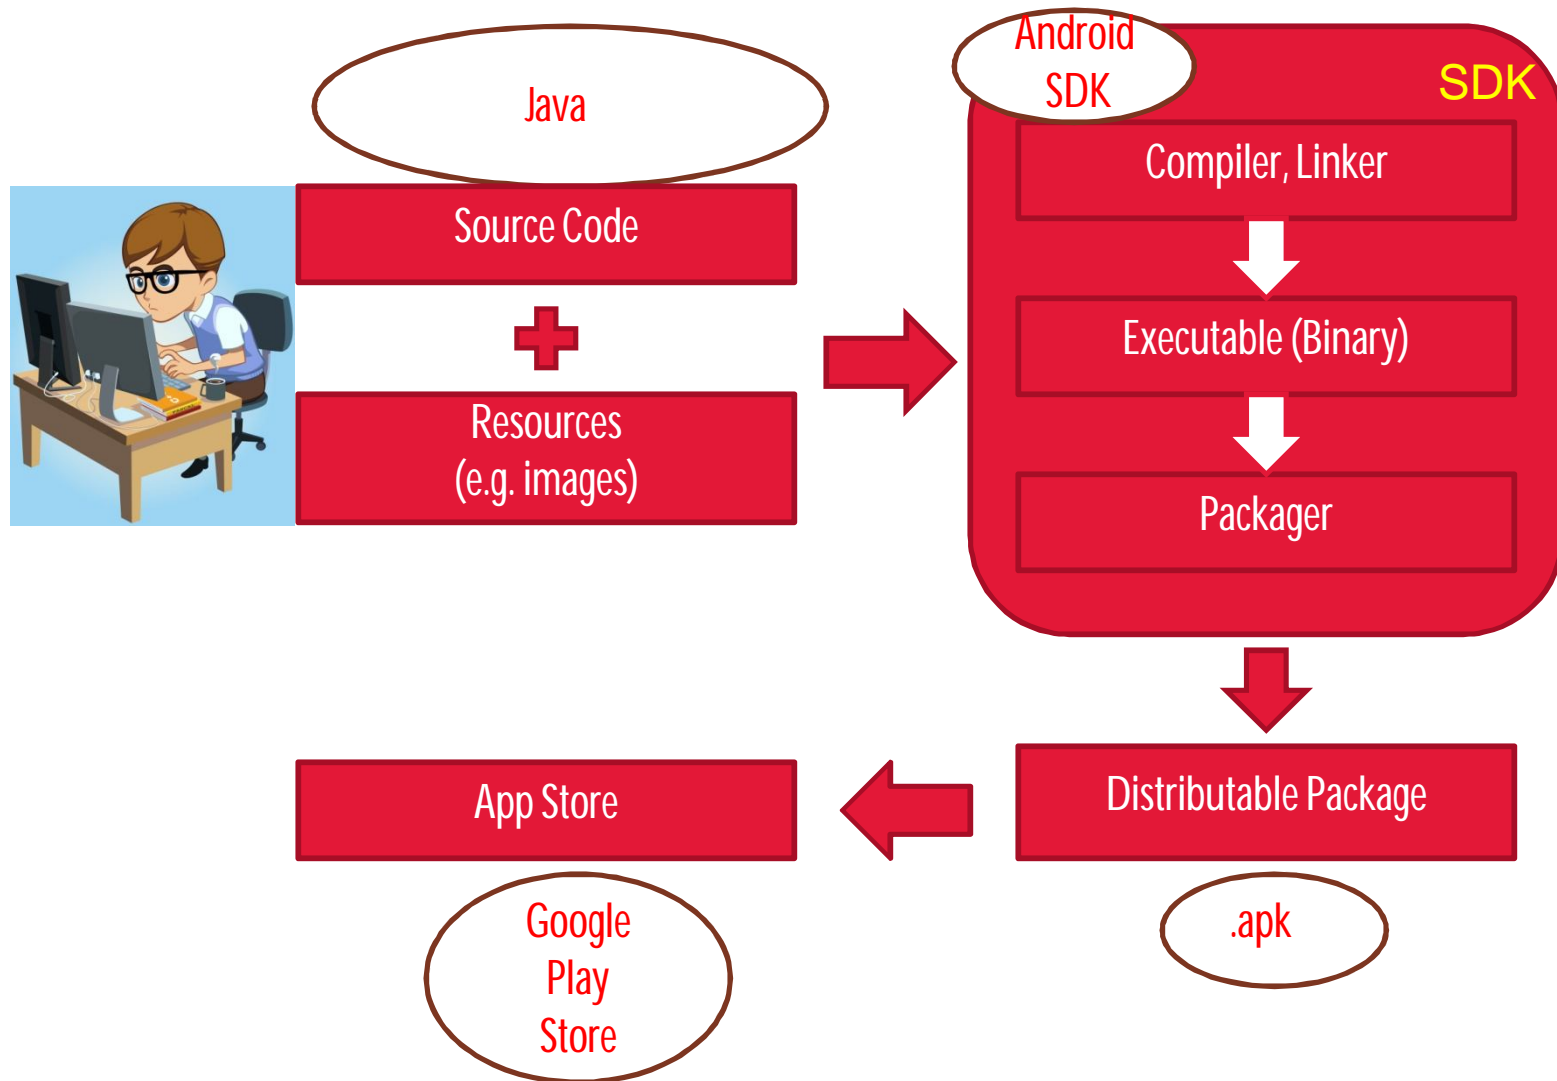 Java
Source Code
Resources
(e.g. images)
Android
SDK
SDK
Compiler, Linker
Executable (Binary)
Packager
Distributable Package
.apk
App Store
Google
Play
Store